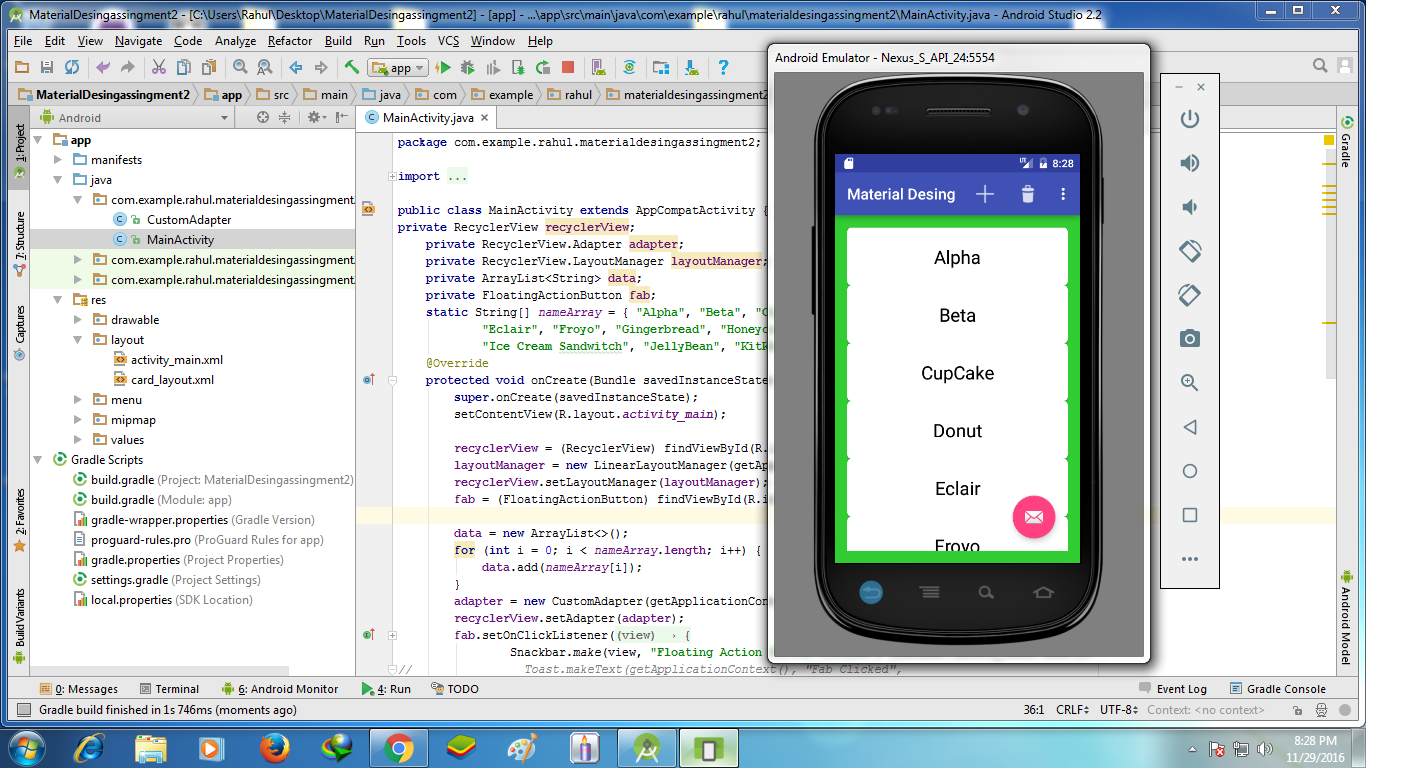 MaterialDesingassingment2 - [C:\Users\Rahul\Desktop\MaterialDesingassingment2] - [app] - ...\app\src\main\java\com\example\rahul\materialdesingassingment2\MainActivity.java - Android Studio 2.2
File Edit View Navigate Code Analyze Refactor Build Run Tools VCS Window Help
app
MaterialDesingassingment2 app src main java com example rahul materialdesingassingment2
Android
MainActivity.java
1: Project
7: Structure
Captures
2: Favorites
Build Variants
app
manifests
java
com.example.rahul.materialdesingassingment
CustomAdapter
MainActivity
com.example.rahul.materialdesingassingment
com.example.rahul.materialdesingassingment
res
drawable
layout
activity_main.xml
card_layout.xml
menu
mipmap
values
Gradle Scripts
build.gradle (Project: MaterialDesingassingment2)
build.gradle (Module: app)
gradle-wrapper.properties (Gradle Version)
proguard-rules.pro (ProGuard Rules for app)
gradle.properties (Project Properties)
settings.gradle (Project Settings)
local.properties (SDK Location)
package com.example.rahul.materialdesingassingment2;
import ...
public class MainActivity extends AppCompatActivity {
private RecyclerView recyclerView;
private RecyclerView.Adapter adapter;
private RecyclerView.LayoutManager layoutManager;
private ArrayList<String> data;
private FloatingActionButton fab;
static String[] nameArray = { "Alpha", "Beta", "C
"Eclair", "Froyo", "Gingerbread", "Honeyc
"Ice Cream Sandwitch", "JellyBean", "KitK
@Override
protected void onCreate(Bundle savedInstanceState
super.onCreate(savedInstanceState);
setContentView(R.layout.activity_main);
recyclerView = (RecyclerView) findViewById(R.
layoutManager = new LinearLayoutManager(getAp
recyclerView.setLayoutManager(layoutManager);
fab = (FloatingActionButton) findViewById(R.i
data = new ArrayList<>();
for (int i = 0; i < nameArray.length; i++) {
data.add(nameArray[i]);
}
adapter = new CustomAdapter(getApplicationCon
recyclerView.setAdapter(adapter);
fab.setOnClickListener((view) → {
Snackbar.make(view, "Floating Action
// Toast.makeText(getApplicationContext(), "Fab Clicked",
Android Emulator - Nexus_S_API_24:5554
LTE 8:28
Material Desing
Alpha
Beta
CupCake
Donut
Eclair
Froyo
Gradle
Android Model
0: Messages Terminal 6: Android Monitor 4: Run TODO Event Log Gradle Console
Gradle build finished in 1s 746ms (moments ago) 36:1 CRLF UTF-8 Context: <no context>
8:28 PM
11/29/2016